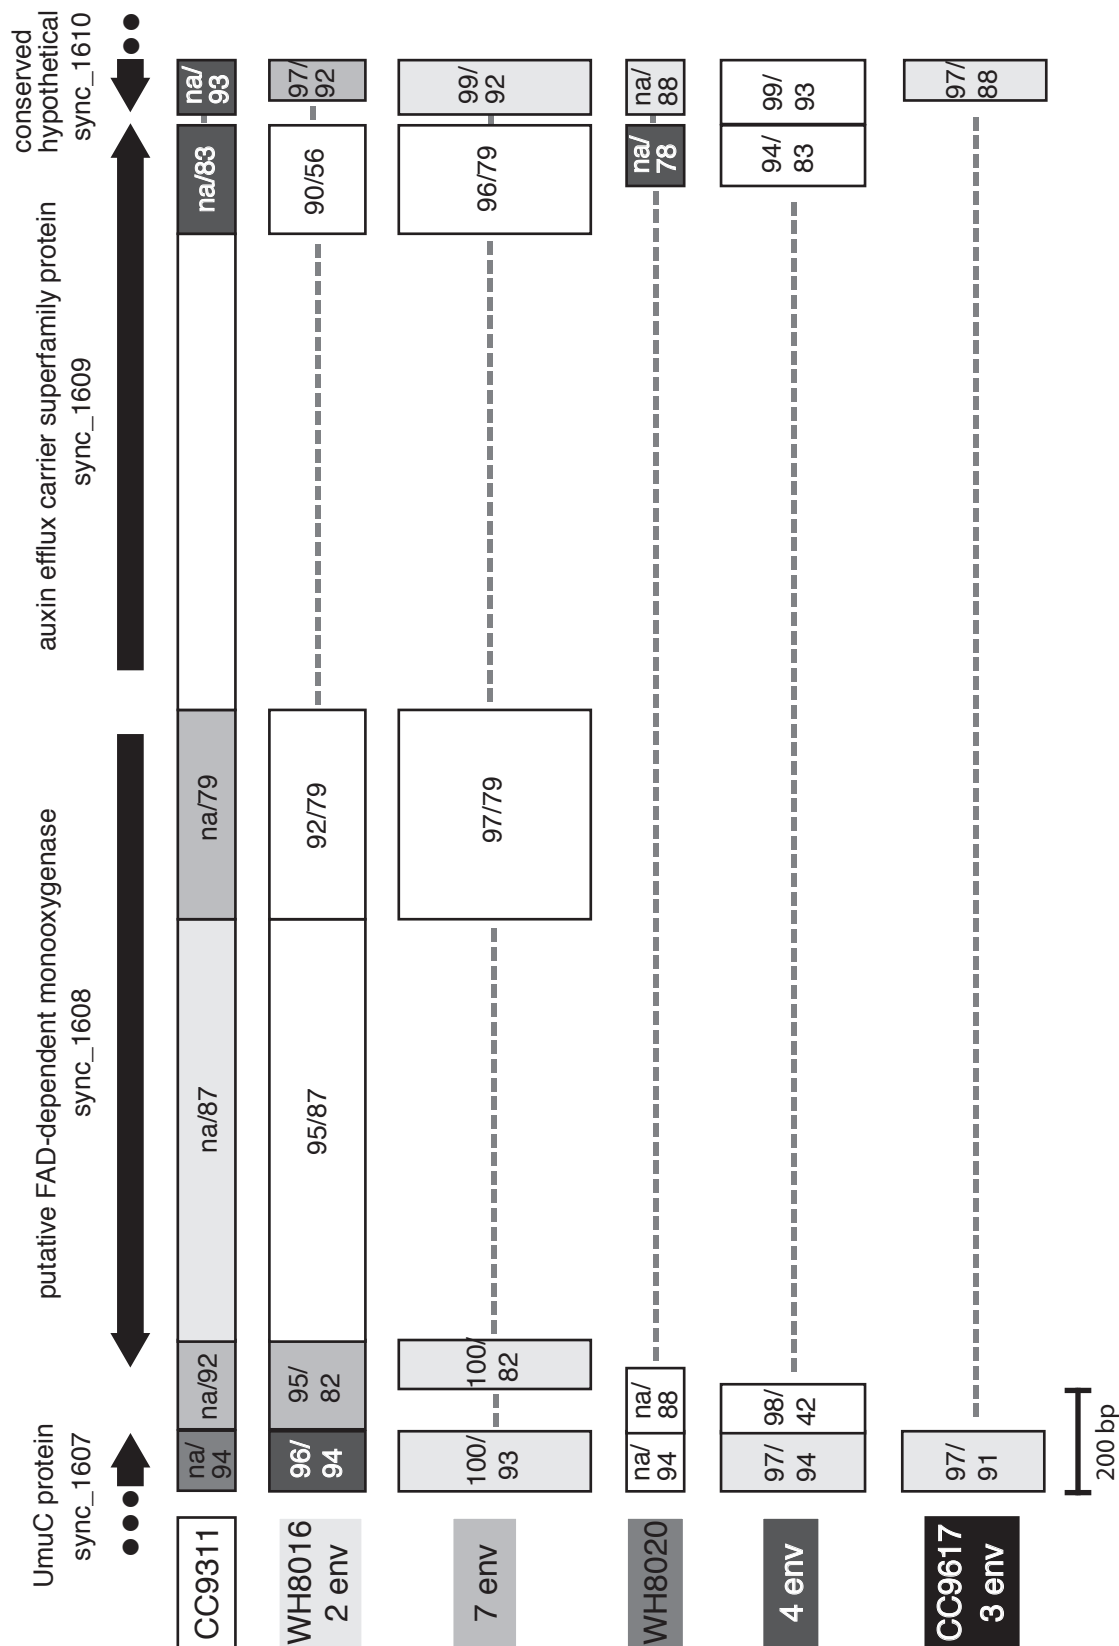 UmuC protein
sync_1607
putative FAD-dependent monooxygenase
sync_1608
auxin efflux carrier superfamily protein
sync_1609
conserved
hypothetical
sync_1610
CC9311
na/
94
na/92
na/87
na/79
na/83
na/
93
WH8016
2 env
96/
94
95/
82
95/87
92/79
90/56
97/
92
7 env
100/
93
100/
82
97/79
96/79
99/
92
WH8020
na/
94
na/
88
na/
78
na/
88
4 env
97/
94
98/
42
94/
83
99/
93
CC9617
3 env
97/
91
97/
88
200 bp